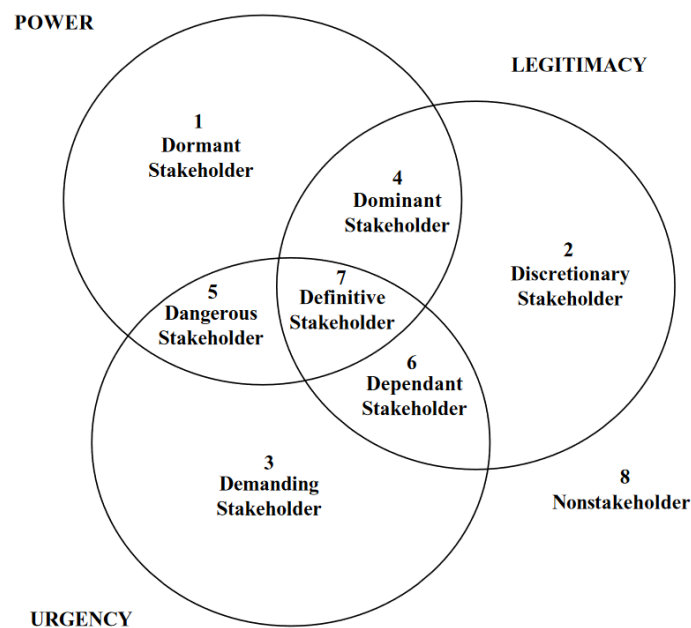 POWER
LEGITIMACY
1
Dormant
Stakeholder
4
Dominant
Stakeholder
2
Discretionary
Stakeholder
5
Dangerous
Stakeholder
7
Definitive
Stakeholder
6
Dependant
Stakeholder
3
Demanding
Stakeholder
8
Nonstakeholder
URGENCY